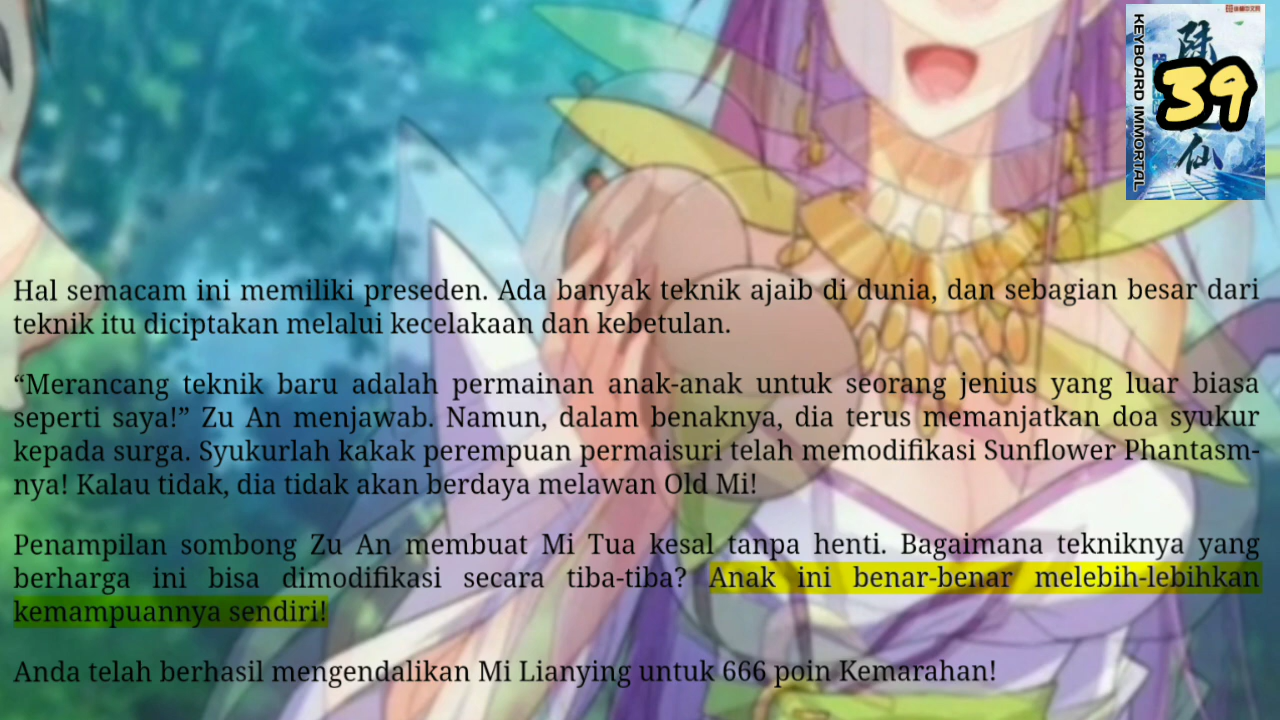 KEYBOARD IMMORTAL
39
仙
Hal semacam ini memiliki preseden. Ada banyak teknik ajaib di dunia, dan sebagian besar dari
teknik itu diciptakan melalui kecelakaan dan kebetulan.
“Merancang teknik baru adalah permainan anak-anak untuk seorang jenius yang luar biasa
seperti saya!” Zu An menjawab. Namun, dalam benaknya, dia terus memanjatkan doa syukur
kepada surga. Syukurlah kakak perempuan permaisuri telah memodifikasi Sunflower Phantasm-
nya! Kalau tidak, dia tidak akan berdaya melawan Old Mi!
Penampilan sombong Zu An membuat Mi Tua kesal tanpa henti. Bagaimana tekniknya yang
berharga ini bisa dimodifikasi secara tiba-tiba? Anak ini benar-benar melebih-lebihkan
kemampuannya sendiri!
Anda telah berhasil mengendalikan Mi Lianying untuk 666 poin Kemarahan!